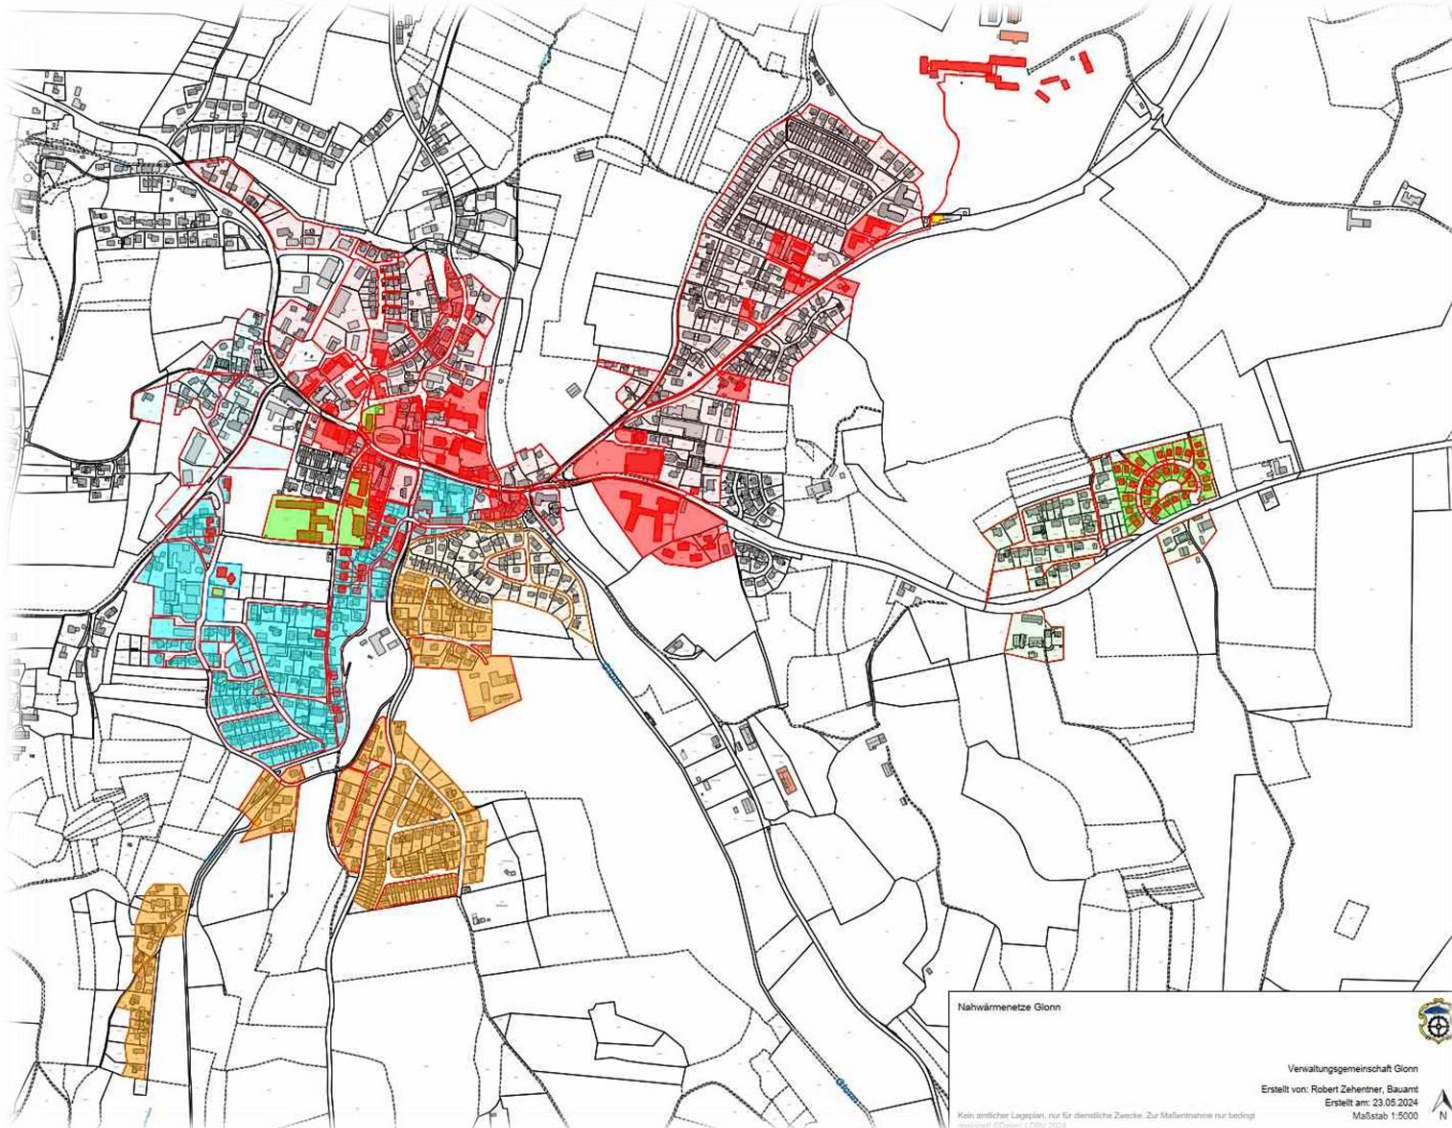 Glonn
Glonn
Nahwärmenetze Glonn
Verwaltungsgemeinschaft Glonn
Erstellt von: Robert Zehentner, Bauamt
Erstellt am: 23.05.2024
Kein amtlicher Lageplan, nur für dienstliche Zwecke. Zur Maßentnahme nur bedingt
Maßstab 1:5000
N